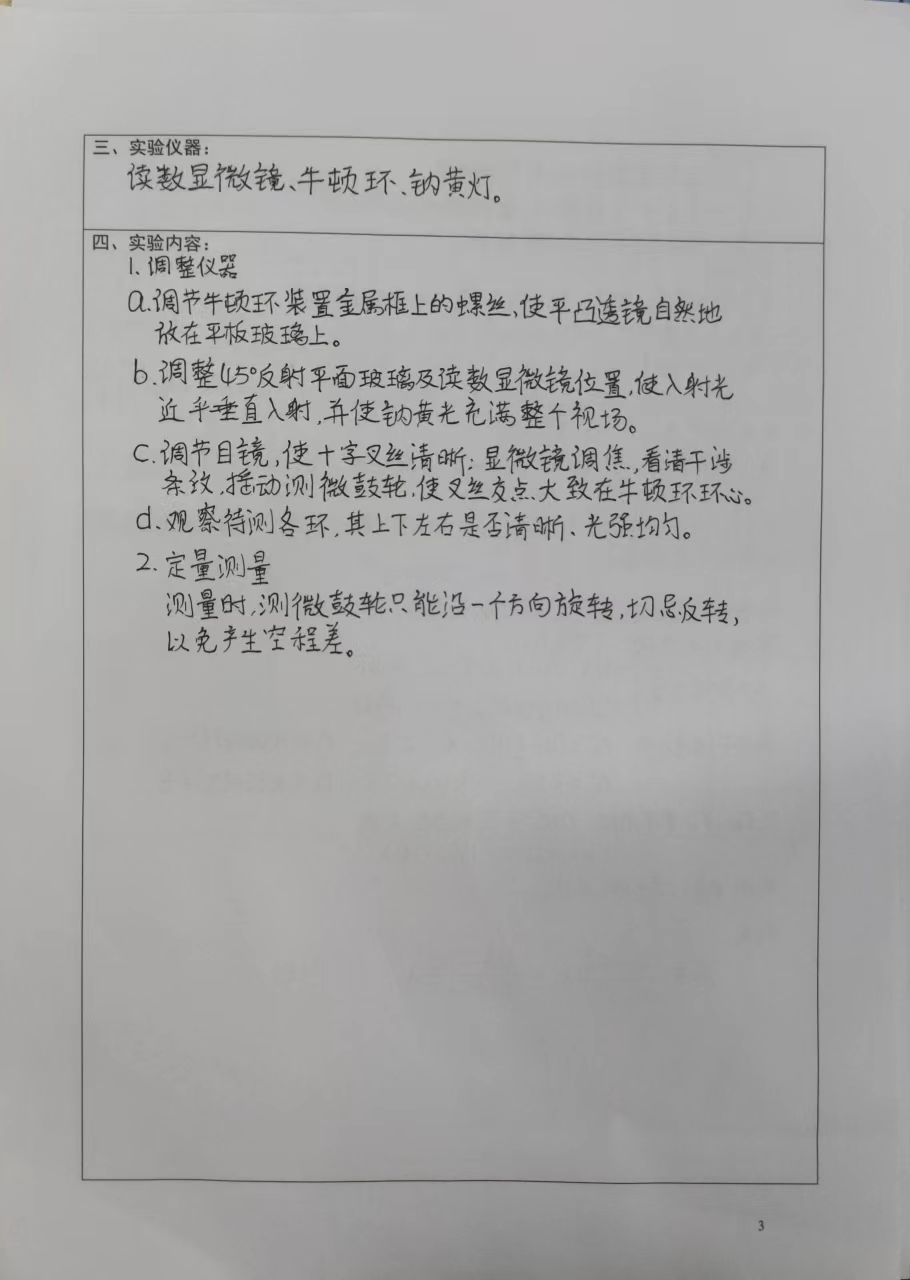 三、实验仪器：
读数显微镜、牛顿环、钠黄灯。
四、实验内容：
1. 调整仪器
a. 调节牛顿环装置金属框上的螺丝，使平凸透镜自然地
放在平板玻璃上。
b. 调整45°反射平面玻璃及读数显微镜位置，使入射光
近乎垂直入射，并使钠黄光充满整个视场。
c. 调节目镜，使十字叉丝清晰；显微镜调焦，看清干涉
条纹，摇动测微鼓轮，使叉丝交点大致在牛顿环环心。
d. 观察待测各环，其上下左右是否清晰、光强均匀。
2. 定量测量
测量时，测微鼓轮只能沿一个方向旋转，切忌反转，
以免产生空程差。
3